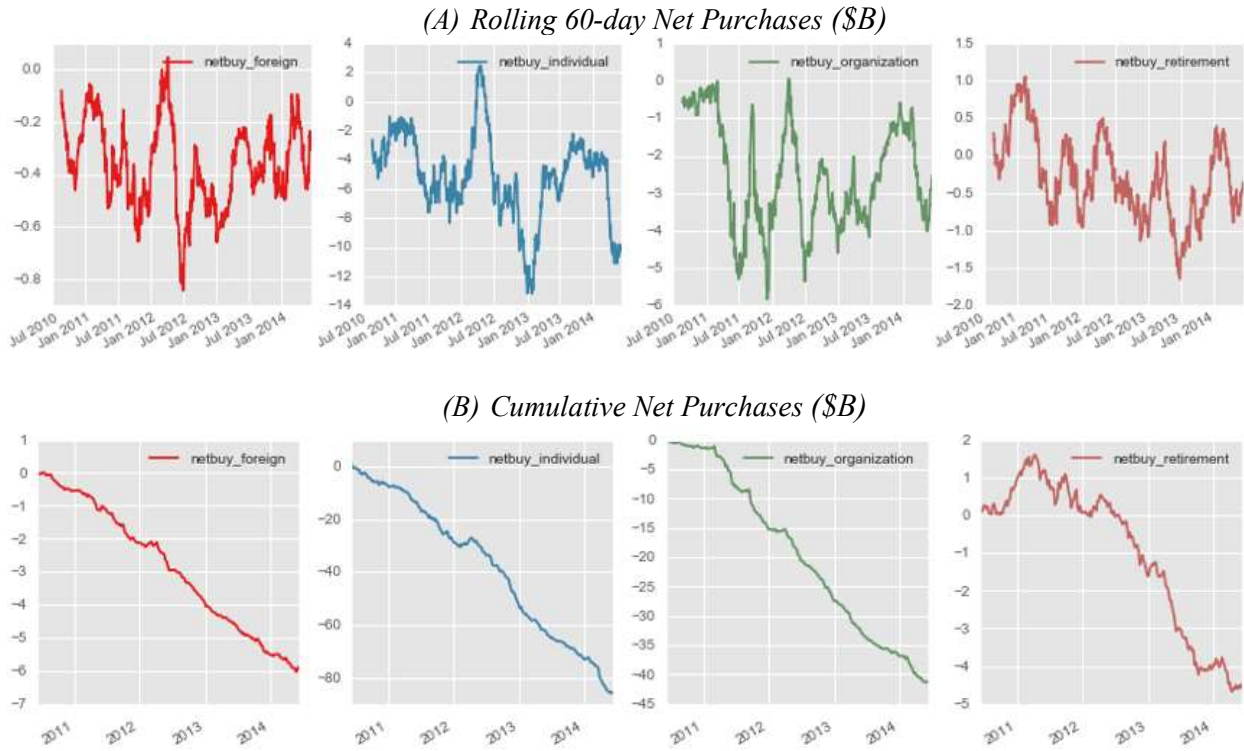 (A) Rolling 60-day Net Purchases ($B)
netbuy_foreign
0.0
−0.2
−0.4
−0.6
−0.8
Jul 2010
Jan 2011
Jul 2011
Jan 2012
Jul 2012
Jan 2013
Jul 2013
Jan 2014
netbuy_individual
4
2
0
−2
−4
−6
−8
−10
−12
−14
Jul 2010
Jan 2011
Jul 2011
Jan 2012
Jul 2012
Jan 2013
Jul 2013
Jan 2014
netbuy_organization
1
0
−1
−2
−3
−4
−5
−6
Jul 2010
Jan 2011
Jul 2011
Jan 2012
Jul 2012
Jan 2013
Jul 2013
Jan 2014
netbuy_retirement
1.5
1.0
0.5
0.0
−0.5
−1.0
−1.5
−2.0
Jul 2010
Jan 2011
Jul 2011
Jan 2012
Jul 2012
Jan 2013
Jul 2013
Jan 2014
(B) Cumulative Net Purchases ($B)
netbuy_foreign
1
0
−1
−2
−3
−4
−5
−6
−7
2011
2012
2013
2014
netbuy_individual
0
−20
−40
−60
−80
2011
2012
2013
2014
netbuy_organization
0
−5
−10
−15
−20
−25
−30
−35
−40
−45
2011
2012
2013
2014
netbuy_retirement
2
1
0
−1
−2
−3
−4
−5
2011
2012
2013
2014